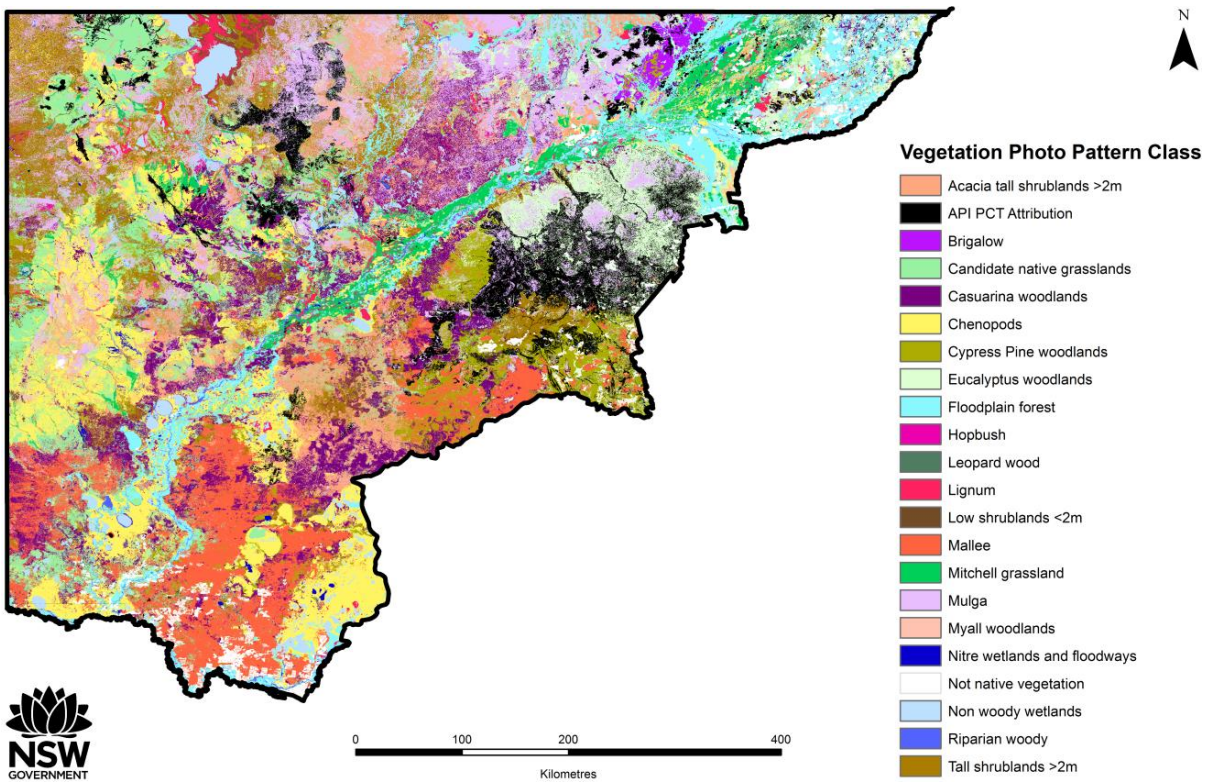 N
Vegetation Photo Pattern Class
Acacia tall shrublands >2m
API PCT Attribution
Brigalow
Candidate native grasslands
Casuarina woodlands
Chenopods
Cypress Pine woodlands
Eucalyptus woodlands
Floodplain forest
Hopbush
Leopard wood
Lignum
Low shrublands <2m
Mallee
Mitchell grassland
Mulga
Myall woodlands
Nitre wetlands and floodways
Not native vegetation
Non woody wetlands
Riparian woody
Tall shrublands >2m
NSW
GOVERNMENT
0 100 200 400
Kilometres